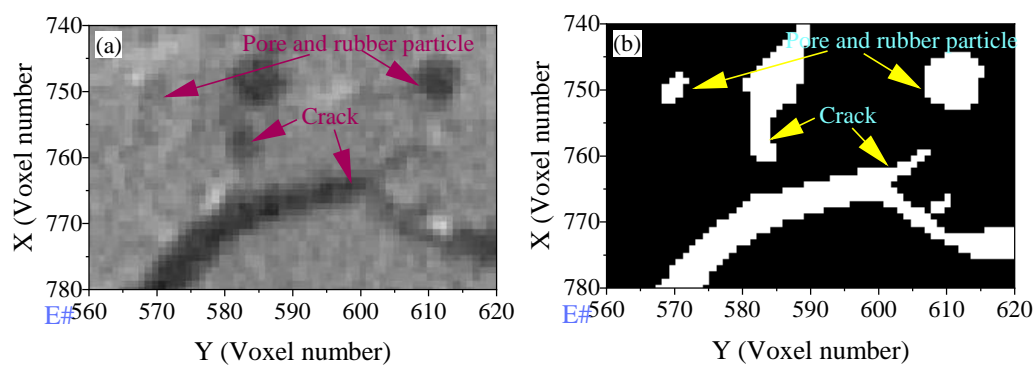 (a)
Pore and rubber particle
Crack
740
750
760
770
780
X (Voxel number)
560
570
580
590
600
610
620
Y (Voxel number)
E#
(b)
Pore and rubber particle
Crack
740
750
760
770
780
X (Voxel number)
560
570
580
590
600
610
620
Y (Voxel number)
E#